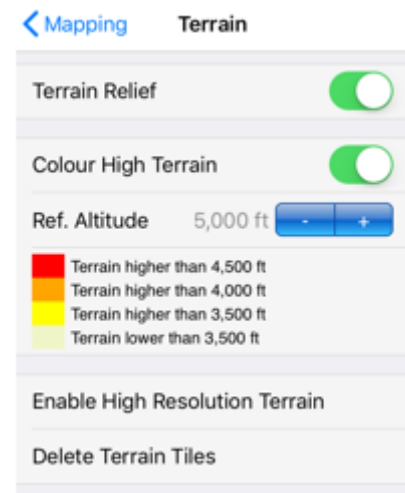 Mapping Terrain
Terrain Relief
Colour High Terrain
Ref. Altitude 5,000 ft - +
Terrain higher than 4,500 ft
Terrain higher than 4,000 ft
Terrain higher than 3,500 ft
Terrain lower than 3,500 ft
Enable High Resolution Terrain
Delete Terrain Tiles